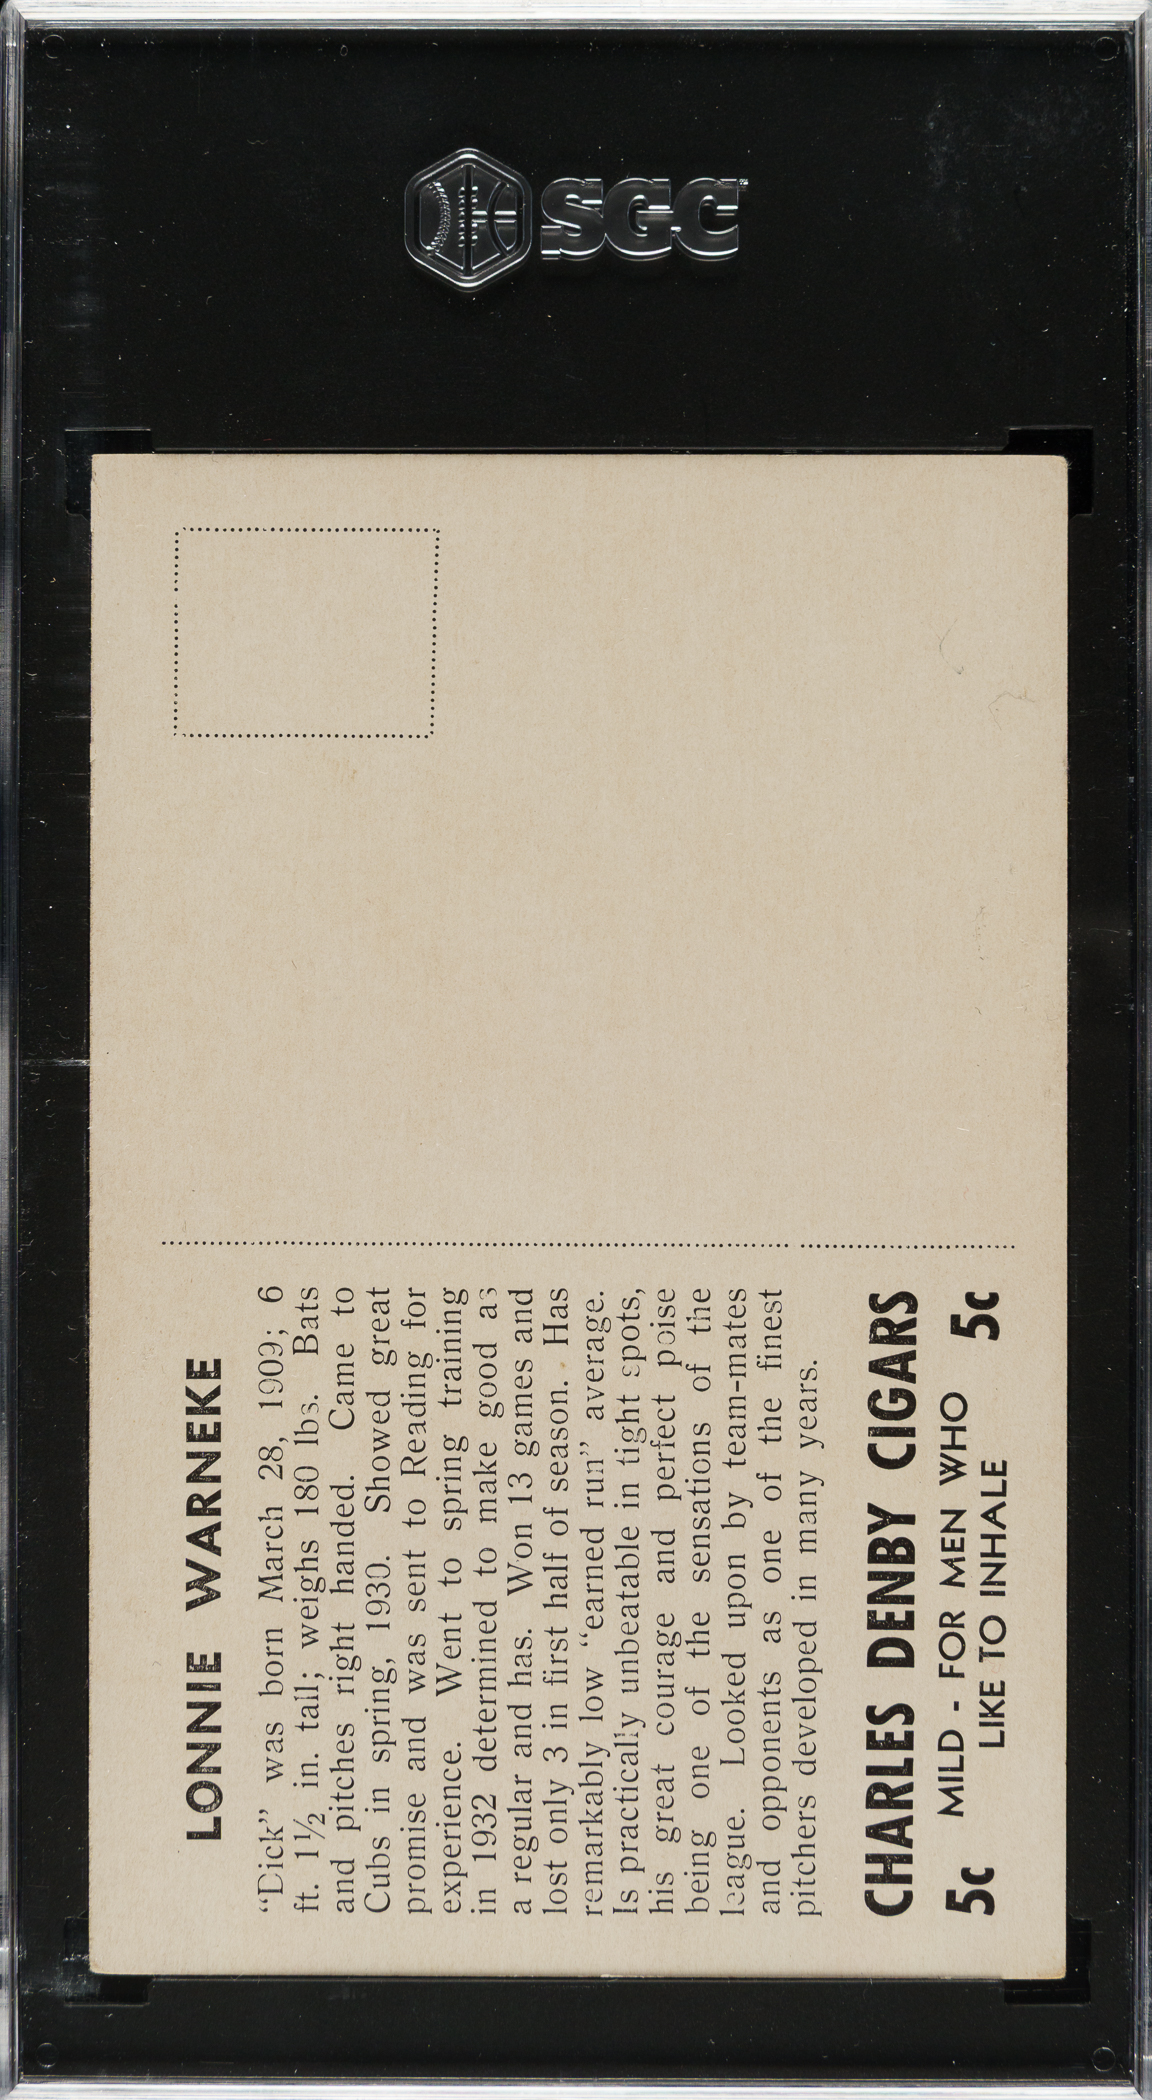 SGC
LONNIE WARNEKE
"Dick" was born March 28, 1909; 6
ft. 1½ in. tall; weighs 180 lbs. Bats
and pitches right handed. Came to
Cubs in spring, 1930. Showed great
promise and was sent to Reading for
experience. Went to spring training
in 1932 determined to make good as
a regular and has. Won 13 games and
lost only 3 in first half of season. Has
remarkably low "earned run" average.
Is practically unbeatable in tight spots,
his great courage and perfect poise
being one of the sensations of the
league. Looked upon by team-mates
and opponents as one of the finest
pitchers developed in many years.
CHARLES DENBY CIGARS
5c MILD - FOR MEN WHO 5c
LIKE TO INHALE